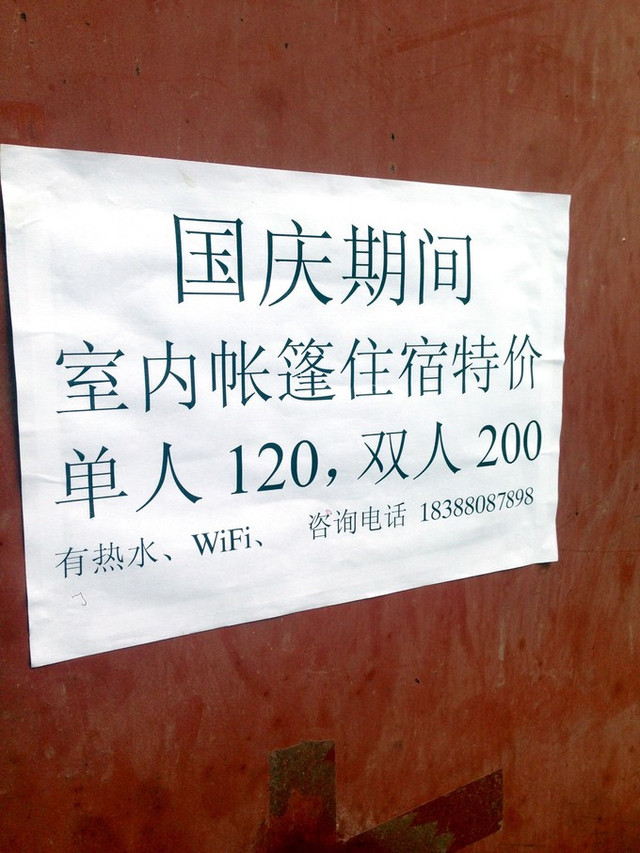 国庆期间
室内帐篷住宿特价
单人 120，双人 200
有热水、WiFi、 咨询电话 18388087898